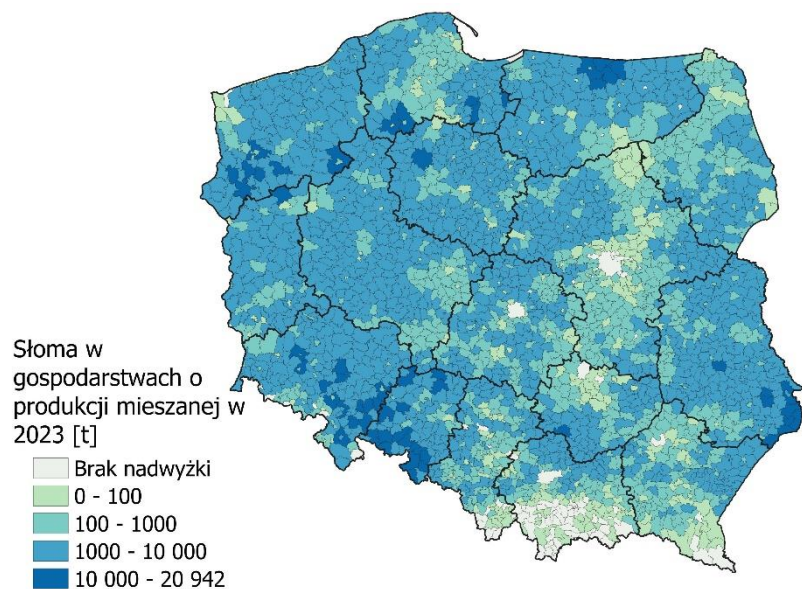 Słoma w
gospodarstwach o
produkcji mieszanej w
2023 [t]
Brak nadwyżki
0 - 100
100 - 1000
1000 - 10 000
10 000 - 20 942